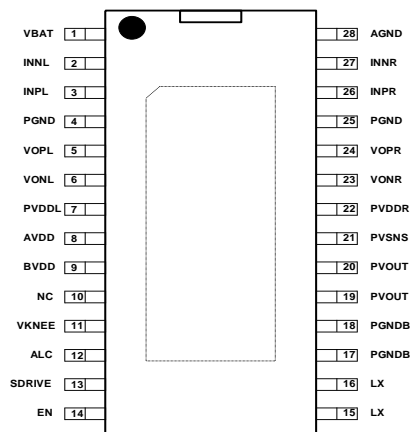 VBAT 1 28 AGND
INNL 2 27 INNR
INPL 3 26 INPR
PGND 4 25 PGND
VOPL 5 24 VOPR
VONL 6 23 VONR
PVDDL 7 22 PVDDR
AVDD 8 21 PVSNS
BVDD 9 20 PVOUT
NC 10 19 PVOUT
VKNEE 11 18 PGNDB
ALC 12 17 PGNDB
SDRIVE 13 16 LX
EN 14 15 LX